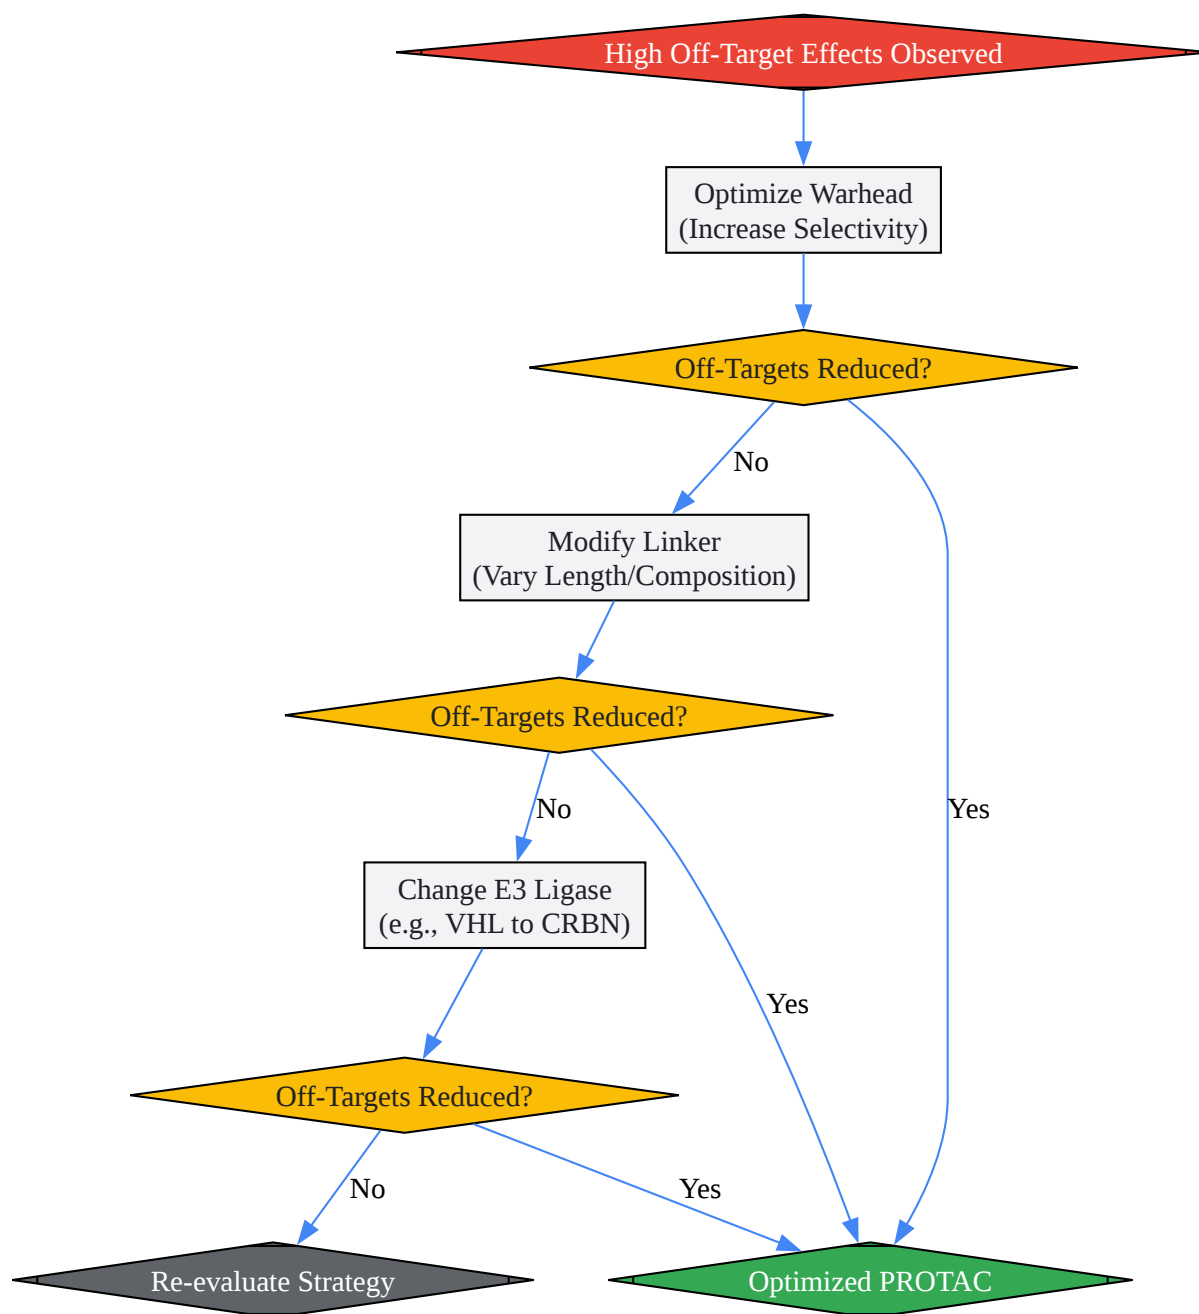 High Off-Target Effects Observed
Optimize Warhead
(Increase Selectivity)
Off-Targets Reduced?
No
Modify Linker
(Vary Length/Composition)
Off-Targets Reduced?
No
Yes
Change E3 Ligase
(e.g., VHL to CRBN)
Yes
Off-Targets Reduced?
No
Yes
Re-evaluate Strategy
Optimized PROTAC